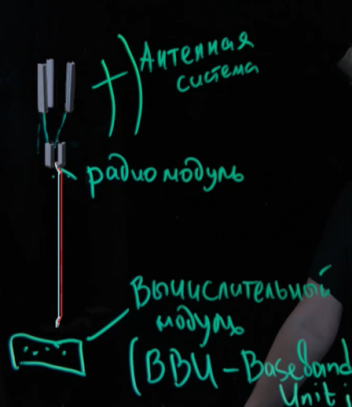 Антенная
система
радиомодуль
Вычислительный
модуль
(BBU - Baseband
Unit